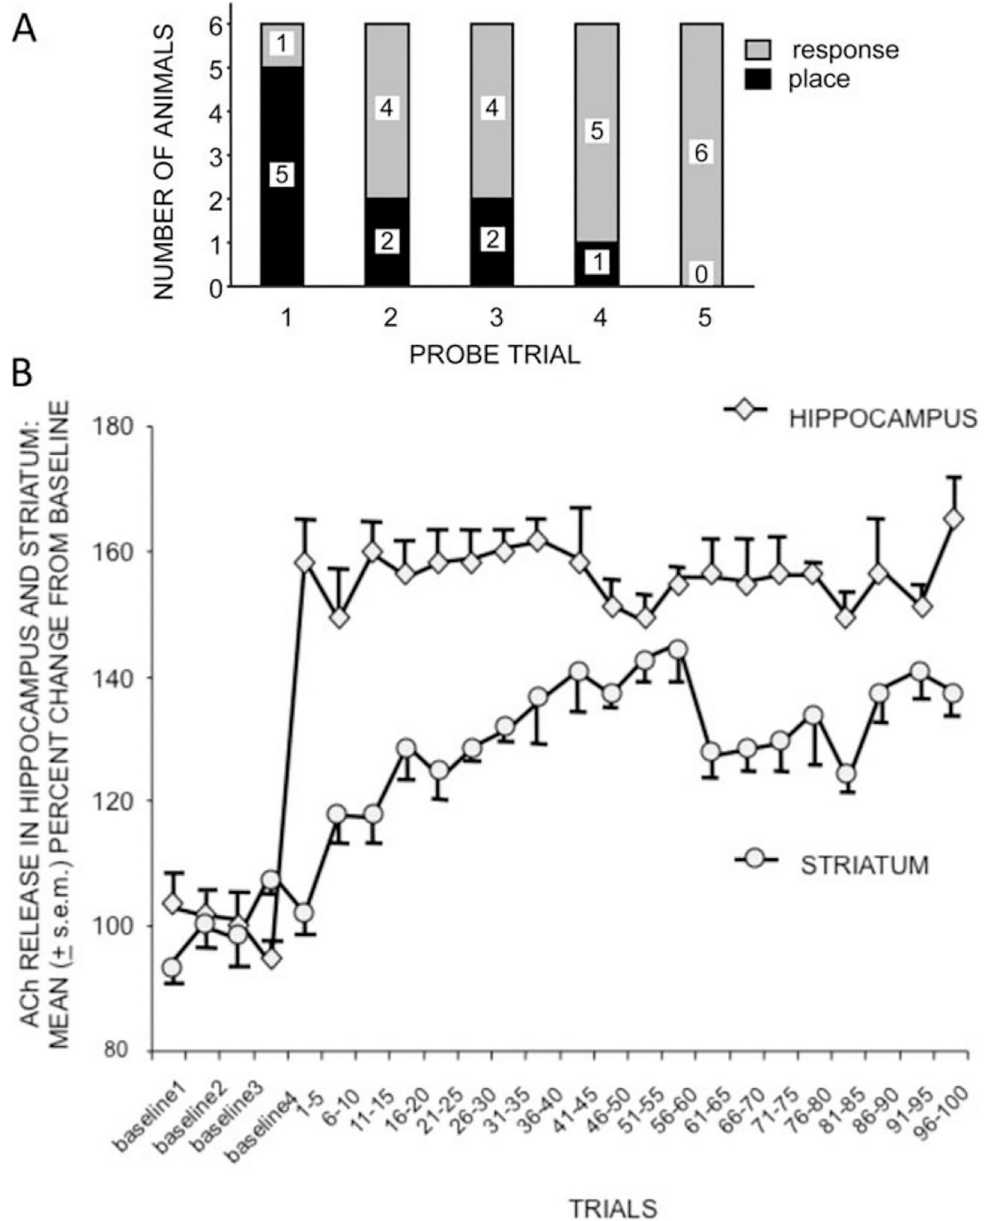 A
NUMBER OF ANIMALS
6
5
4
3
2
1
0
1
5
4
2
4
2
5
1
6
0
response
place
1 2 3 4 5
PROBE TRIAL
B
ACh RELEASE IN HIPPOCAMPUS AND STRIATUM:
MEAN (± s.e.m.) PERCENT CHANGE FROM BASELINE
180
160
140
120
100
80
HIPPOCAMPUS
STRIATUM
baseline1
baseline2
baseline3
baseline4
1-5
6-10
11-15
16-20
21-25
26-30
31-35
36-40
41-45
46-50
51-55
56-60
61-65
66-70
71-75
76-80
81-85
86-90
91-95
96-100
TRIALS